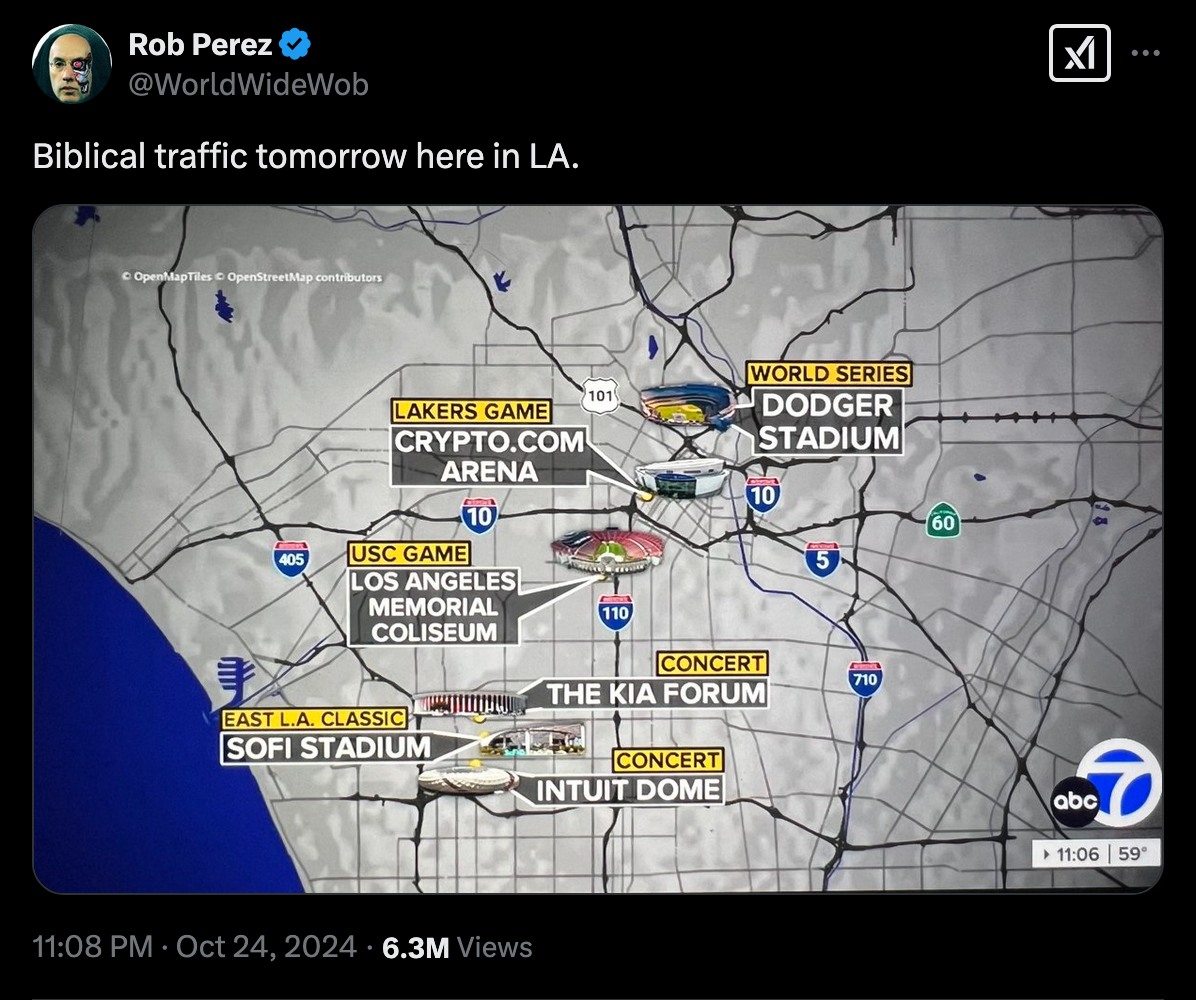 Rob Perez
@WorldWideWob
Biblical traffic tomorrow here in LA.
© OpenMapTiles © OpenStreetMap contributors
WORLD SERIES
DODGER
STADIUM
101
LAKERS GAME
CRYPTO.COM
ARENA
10
10
60
405
USC GAME
LOS ANGELES
MEMORIAL
COLISEUM
5
110
CONCERT
THE KIA FORUM
710
EAST L.A. CLASSIC
SOFI STADIUM
CONCERT
INTUIT DOME
abc 7
11:06 | 59°
11:08 PM · Oct 24, 2024 · 6.3M Views